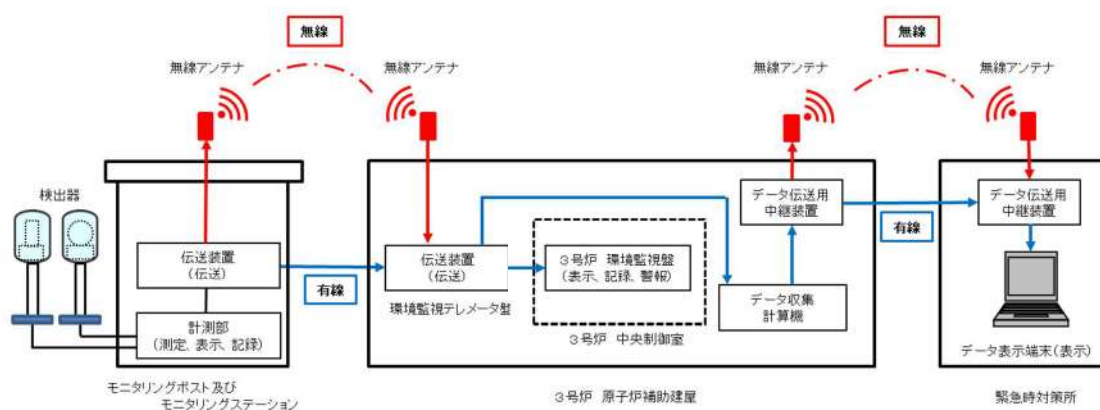 無線
無線
無線アンテナ
無線アンテナ
無線アンテナ
無線アンテナ
検出器
伝送装置
(伝送)
計測部
(測定、表示、記録)
有線
伝送装置
(伝送)
環境監視テレメータ盤
3号炉 環境監視盤
(表示、記録、警報)
3号炉 中央制御室
データ伝送用
中継装置
データ収集
計算機
有線
データ伝送用
中継装置
データ表示端末(表示)
モニタリングポスト及び
モニタリングステーション
3号炉 原子炉補助建屋
緊急時対策所